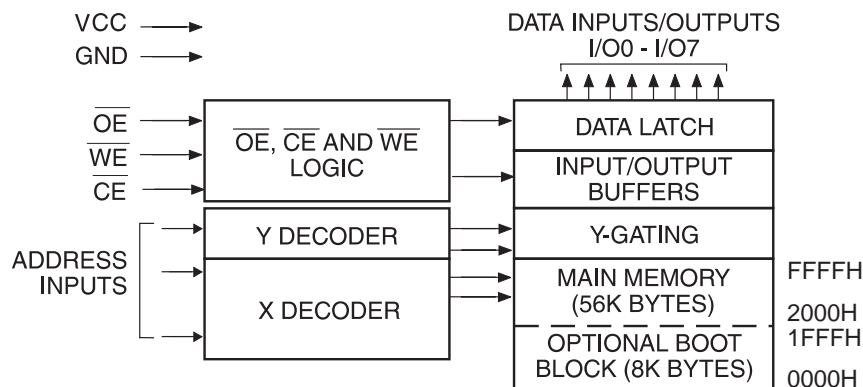 VCC
GND
DATA INPUTS/OUTPUTS
I/O0 - I/O7
OE
WE
CE
OE, CE AND WE
LOGIC
DATA LATCH
INPUT/OUTPUT
BUFFERS
ADDRESS
INPUTS
Y DECODER
Y-GATING
X DECODER
MAIN MEMORY
(56K BYTES)
OPTIONAL BOOT
BLOCK (8K BYTES)
FFFFH
2000H
1FFFH
0000H